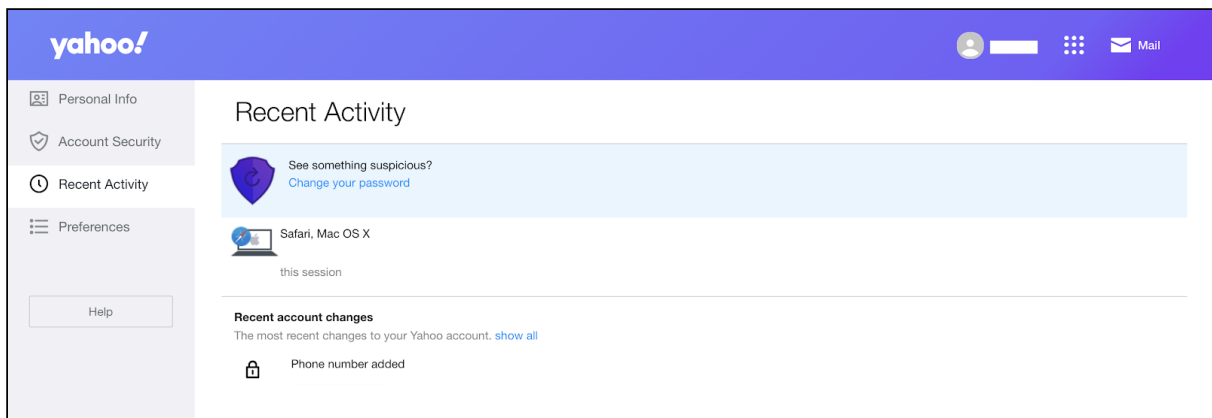 yahoo!
Mail
Personal Info
Account Security
Recent Activity
Preferences
Help
Recent Activity
See something suspicious?
Change your password
Safari, Mac OS X
this session
Recent account changes
The most recent changes to your Yahoo account. show all
Phone number added